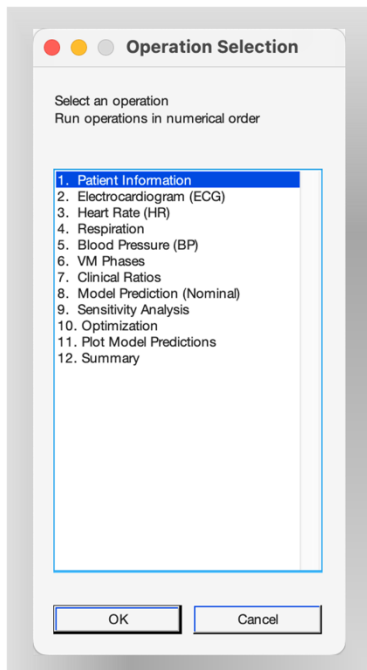 Operation Selection
Select an operation
Run operations in numerical order
1. Patient Information
2. Electrocardiogram (ECG)
3. Heart Rate (HR)
4. Respiration
5. Blood Pressure (BP)
6. VM Phases
7. Clinical Ratios
8. Model Prediction (Nominal)
9. Sensitivity Analysis
10. Optimization
11. Plot Model Predictions
12. Summary
OK Cancel